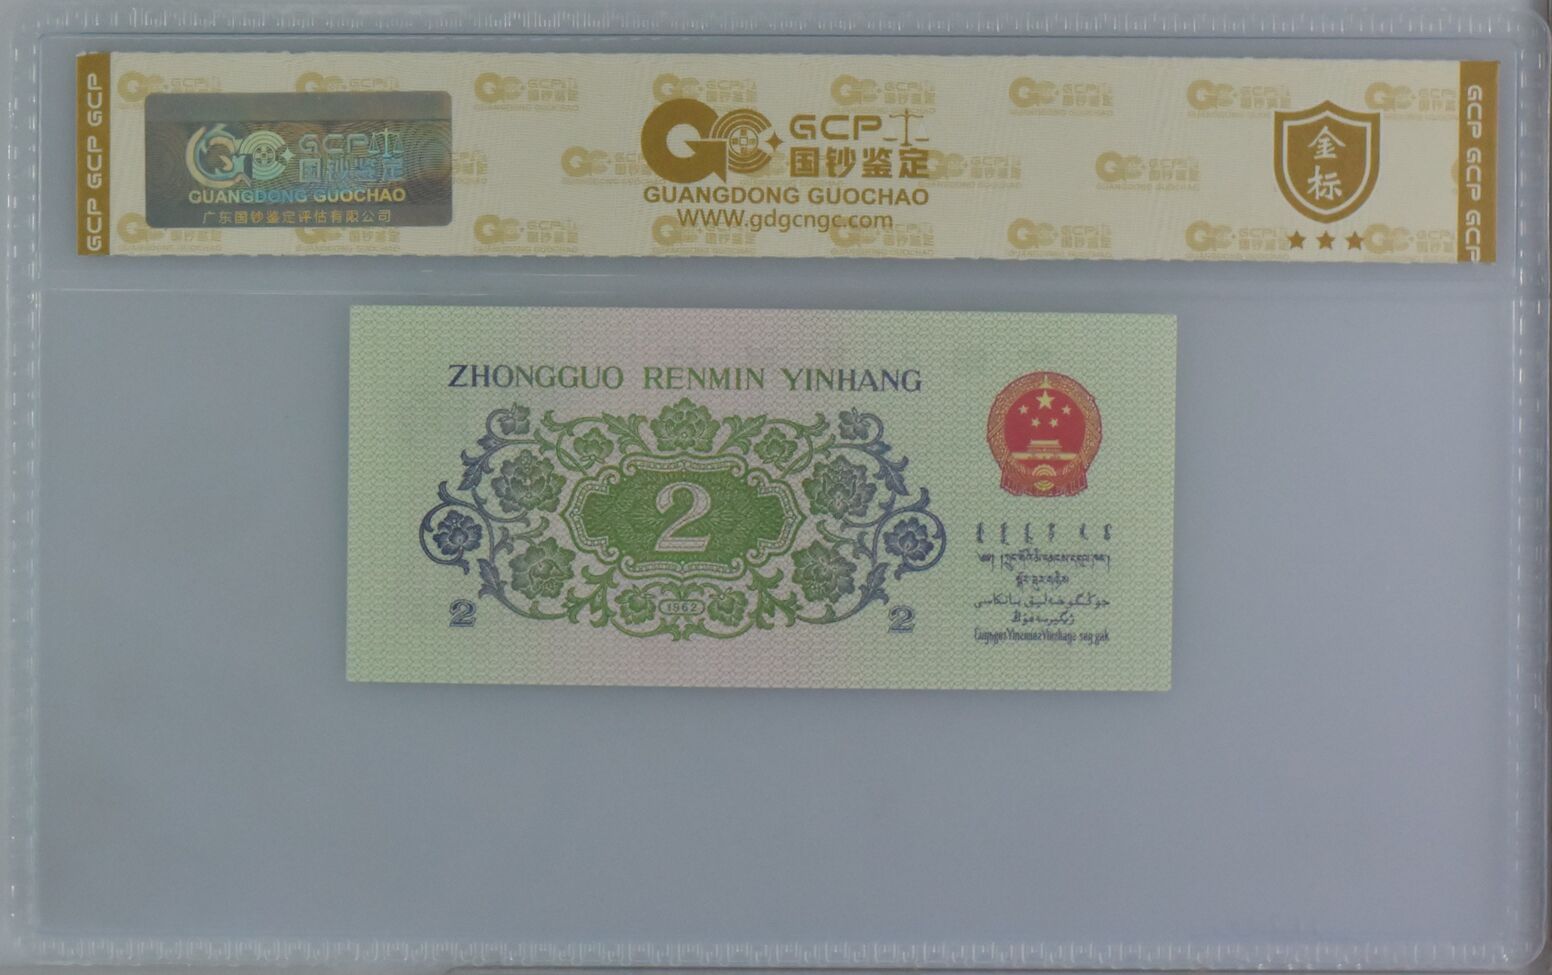 GCP GCP GCP
GCP
国钞鉴定
GUANGDONG GUOCHAO
广东国钞鉴定评估有限公司
GCP
国钞鉴定
GUANGDONG GUOCHAO
WWW.gdgcngc.com
金标
GCP GCP GCP
ZHONGGUO RENMIN YINHANG
2
1962
2
2